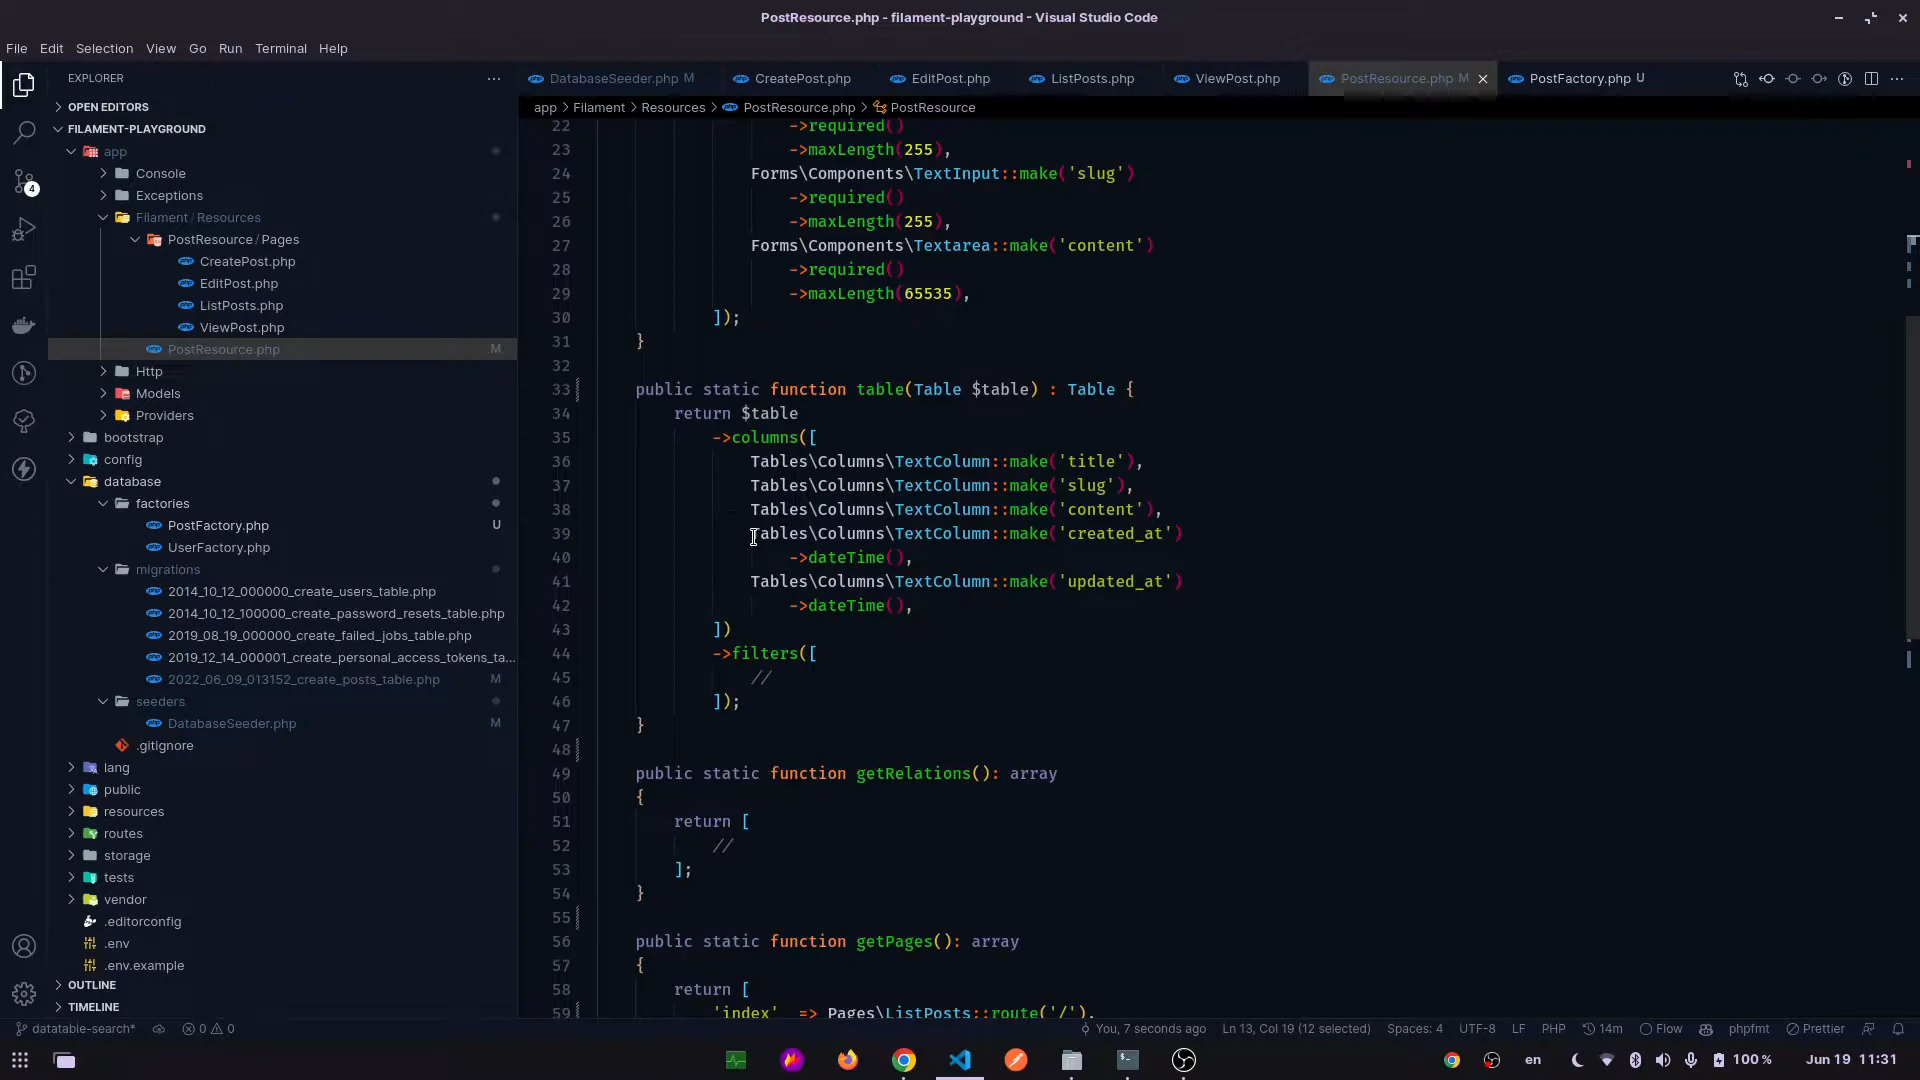 PostResource.php - filament-playground - Visual Studio Code
File Edit Selection View Go Run Terminal Help
EXPLORER
OPEN EDITORS
FILAMENT-PLAYGROUND
app
Console
Exceptions
Filament / Resources
PostResource / Pages
CreatePost.php
EditPost.php
ListPosts.php
ViewPost.php
PostResource.php M
Http
Models
Providers
bootstrap
config
database
factories
PostFactory.php U
UserFactory.php
migrations
2014_10_12_000000_create_users_table.php
2014_10_12_100000_create_password_resets_table.php
2019_08_19_000000_create_failed_jobs_table.php
2019_12_14_000001_create_personal_access_tokens_ta...
2022_06_09_013152_create_posts_table.php M
seeders
DatabaseSeeder.php M
.gitignore
lang
public
resources
routes
storage
tests
vendor
.editorconfig
.env
.env.example
OUTLINE
TIMELINE
4
DatabaseSeeder.php M CreatePost.php EditPost.php ListPosts.php ViewPost.php PostResource.php M PostFactory.php U
app > Filament > Resources > PostResource.php > PostResource
22 ->required()
23 ->maxLength(255),
24 Forms\Components\TextInput::make('slug')
25 ->required()
26 ->maxLength(255),
27 Forms\Components\Textarea::make('content')
28 ->required()
29 ->maxLength(65535),
30 ]);
31 }
32
33 public static function table(Table $table) : Table {
34 return $table
35 ->columns([
36 Tables\Columns\TextColumn::make('title'),
37 Tables\Columns\TextColumn::make('slug'),
38 Tables\Columns\TextColumn::make('content'),
39 Tables\Columns\TextColumn::make('created_at')
40 ->dateTime(),
41 Tables\Columns\TextColumn::make('updated_at')
42 ->dateTime(),
43 ])
44 ->filters([
45 //
46 ]);
47 }
48
49 public static function getRelations(): array
50 {
51 return [
52 //
53 ];
54 }
55
56 public static function getPages(): array
57 {
58 return [
59 'index' => Pages\ListPosts::route('/'),
datatable-search* 0 0 You, 7 seconds ago Ln 13, Col 19 (12 selected) Spaces: 4 UTF-8 LF PHP 14m Flow phpfmt Prettier
en 100 % Jun 19 11:31